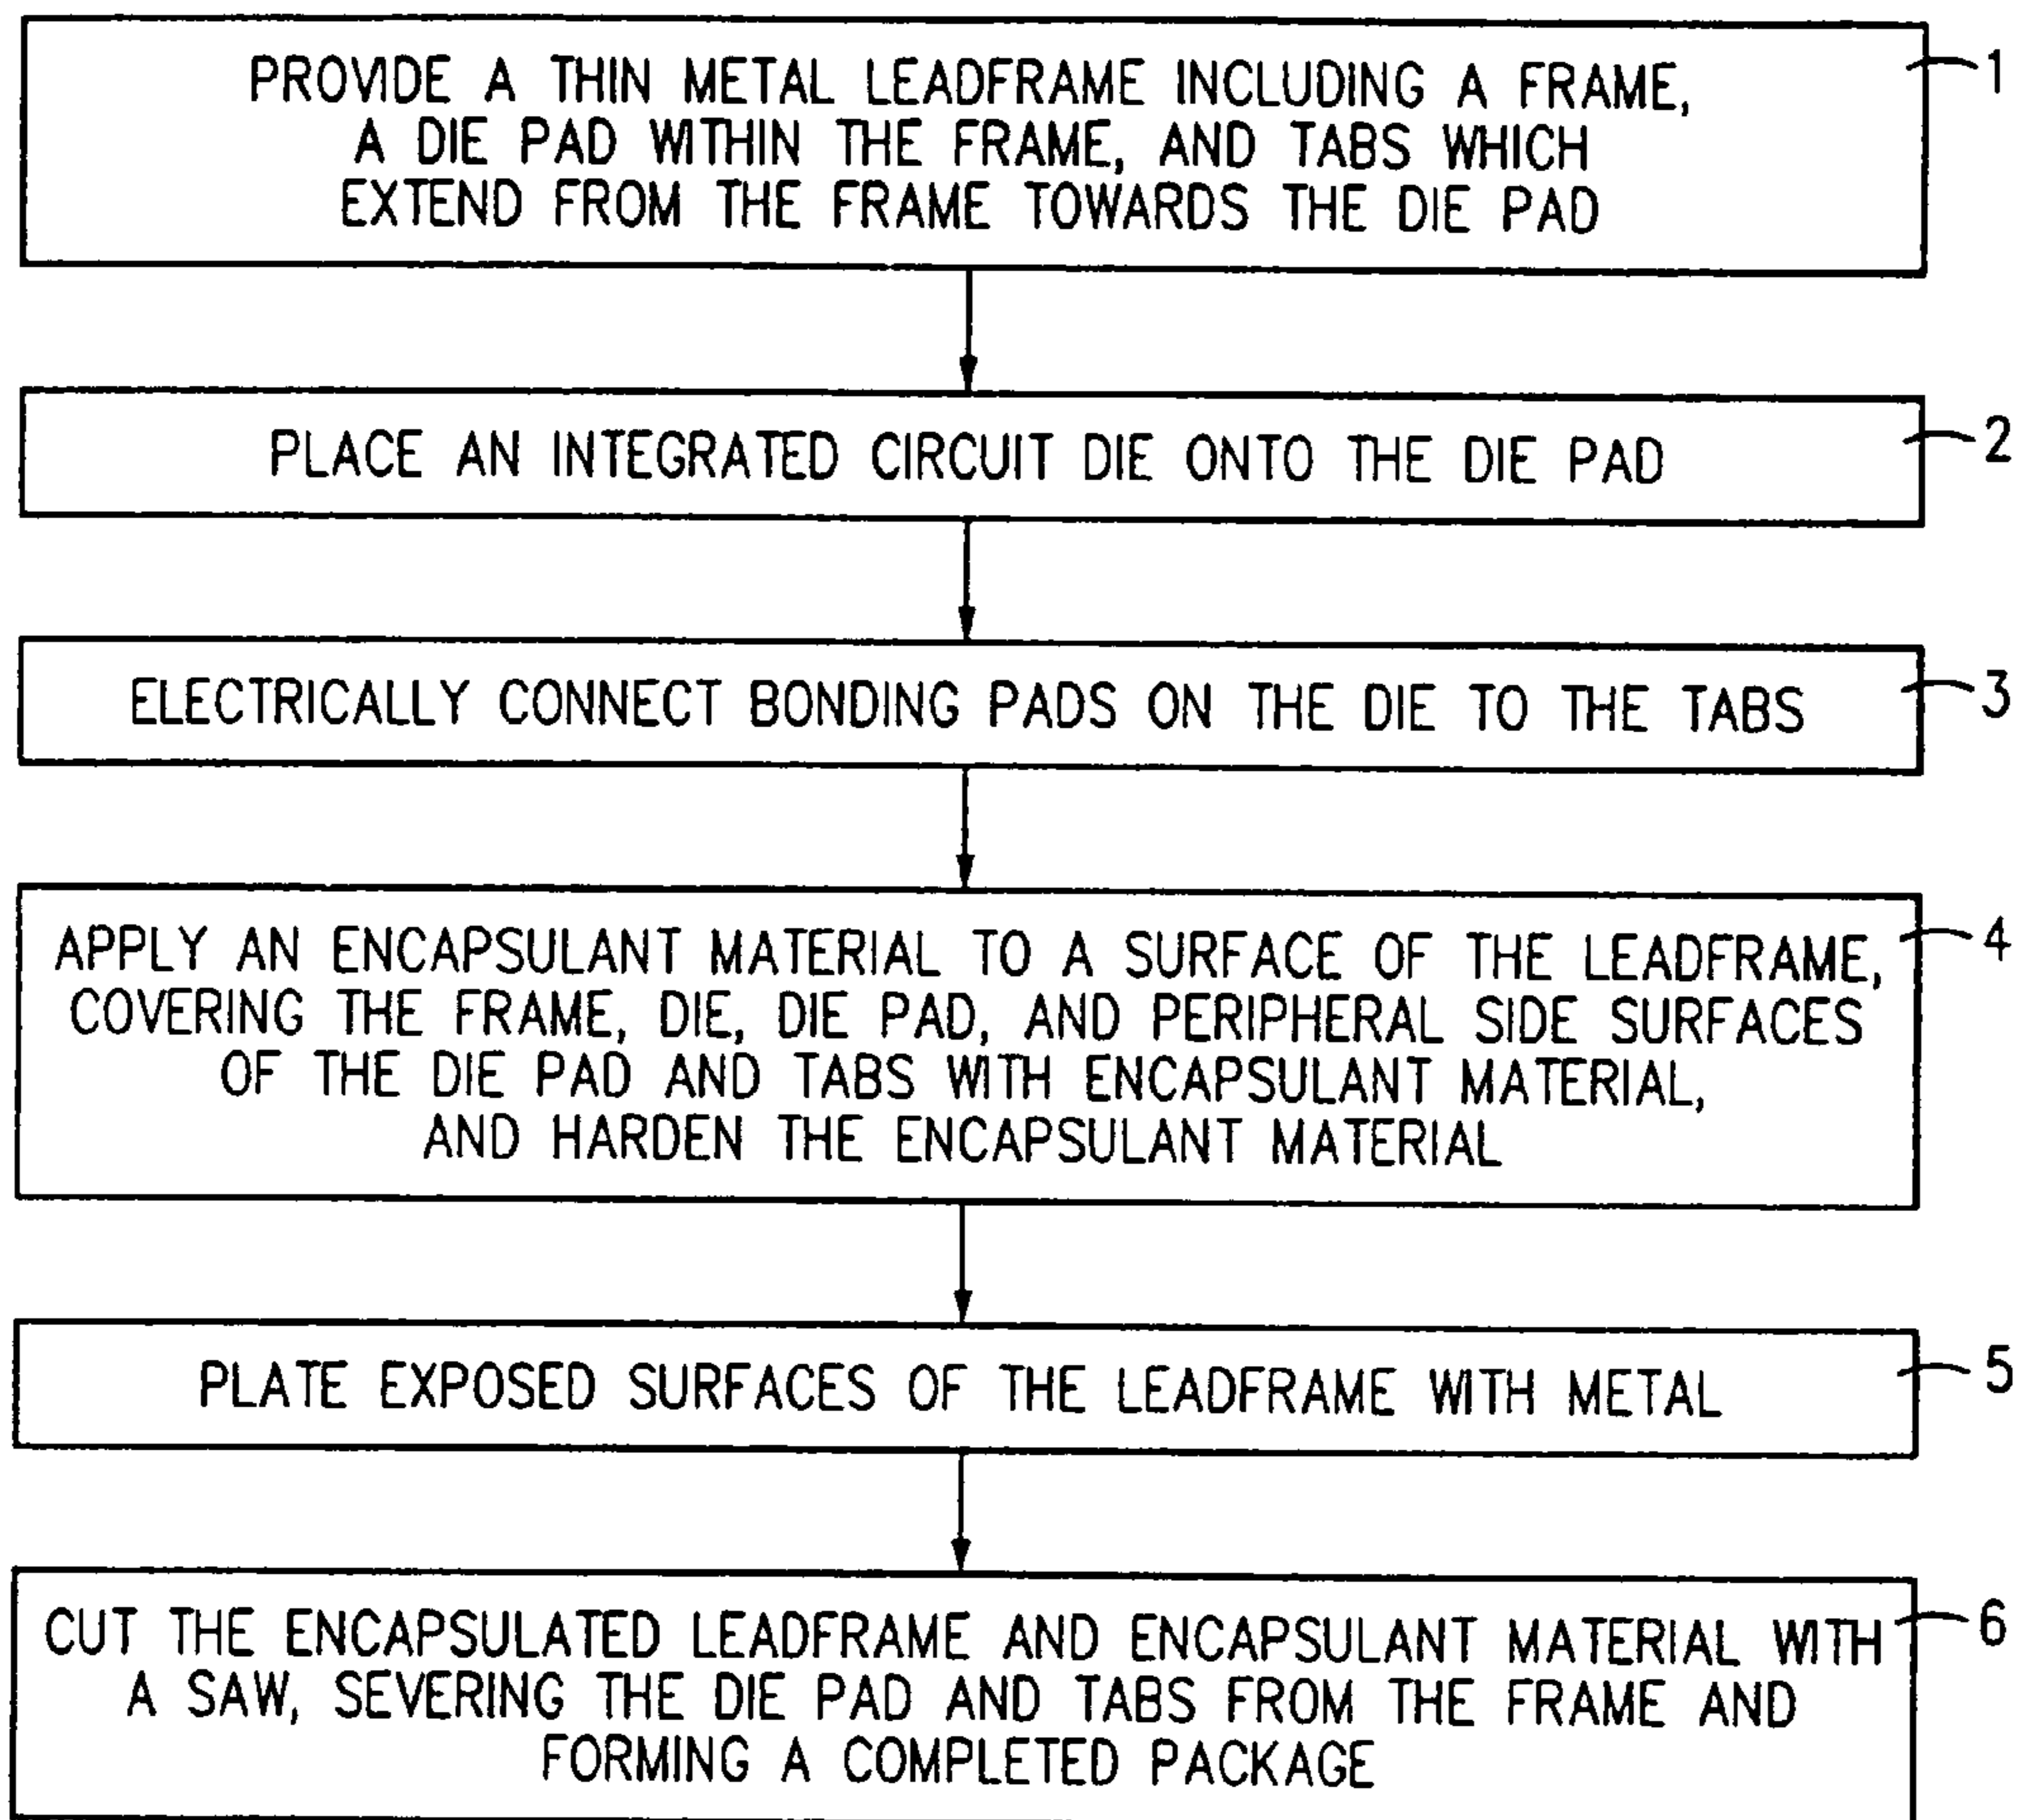 PROVIDE A THIN METAL LEADFRAME INCLUDING A FRAME,
A DIE PAD WITHIN THE FRAME, AND TABS WHICH
EXTEND FROM THE FRAME TOWARDS THE DIE PAD
1
PLACE AN INTEGRATED CIRCUIT DIE ONTO THE DIE PAD
2
ELECTRICALLY CONNECT BONDING PADS ON THE DIE TO THE TABS
3
APPLY AN ENCAPSULANT MATERIAL TO A SURFACE OF THE LEADFRAME,
COVERING THE FRAME, DIE, DIE PAD, AND PERIPHERAL SIDE SURFACES
OF THE DIE PAD AND TABS WITH ENCAPSULANT MATERIAL,
AND HARDEN THE ENCAPSULANT MATERIAL
4
PLATE EXPOSED SURFACES OF THE LEADFRAME WITH METAL
5
CUT THE ENCAPSULATED LEADFRAME AND ENCAPSULANT MATERIAL WITH
A SAW, SEVERING THE DIE PAD AND TABS FROM THE FRAME AND
FORMING A COMPLETED PACKAGE
6